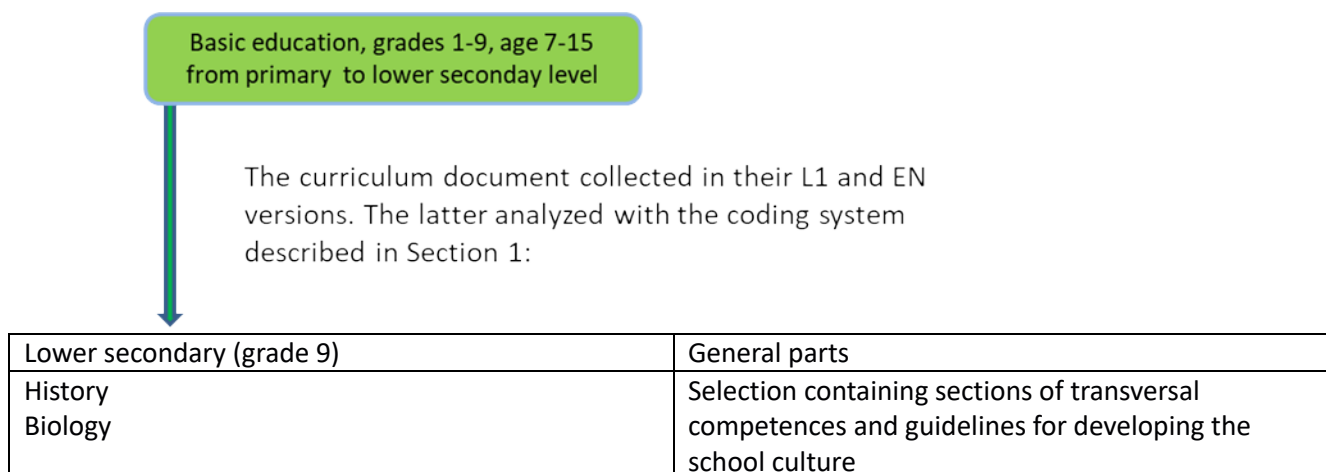 Basic education, grades 1-9, age 7-15
from primary  to lower seconday level
The curriculum document collected in their L1 and EN
versions. The latter analyzed with the coding system
described in Section 1:
Lower secondary (grade 9)
General parts
History
Biology
Selection containing sections of transversal
competences and guidelines for developing the
school culture